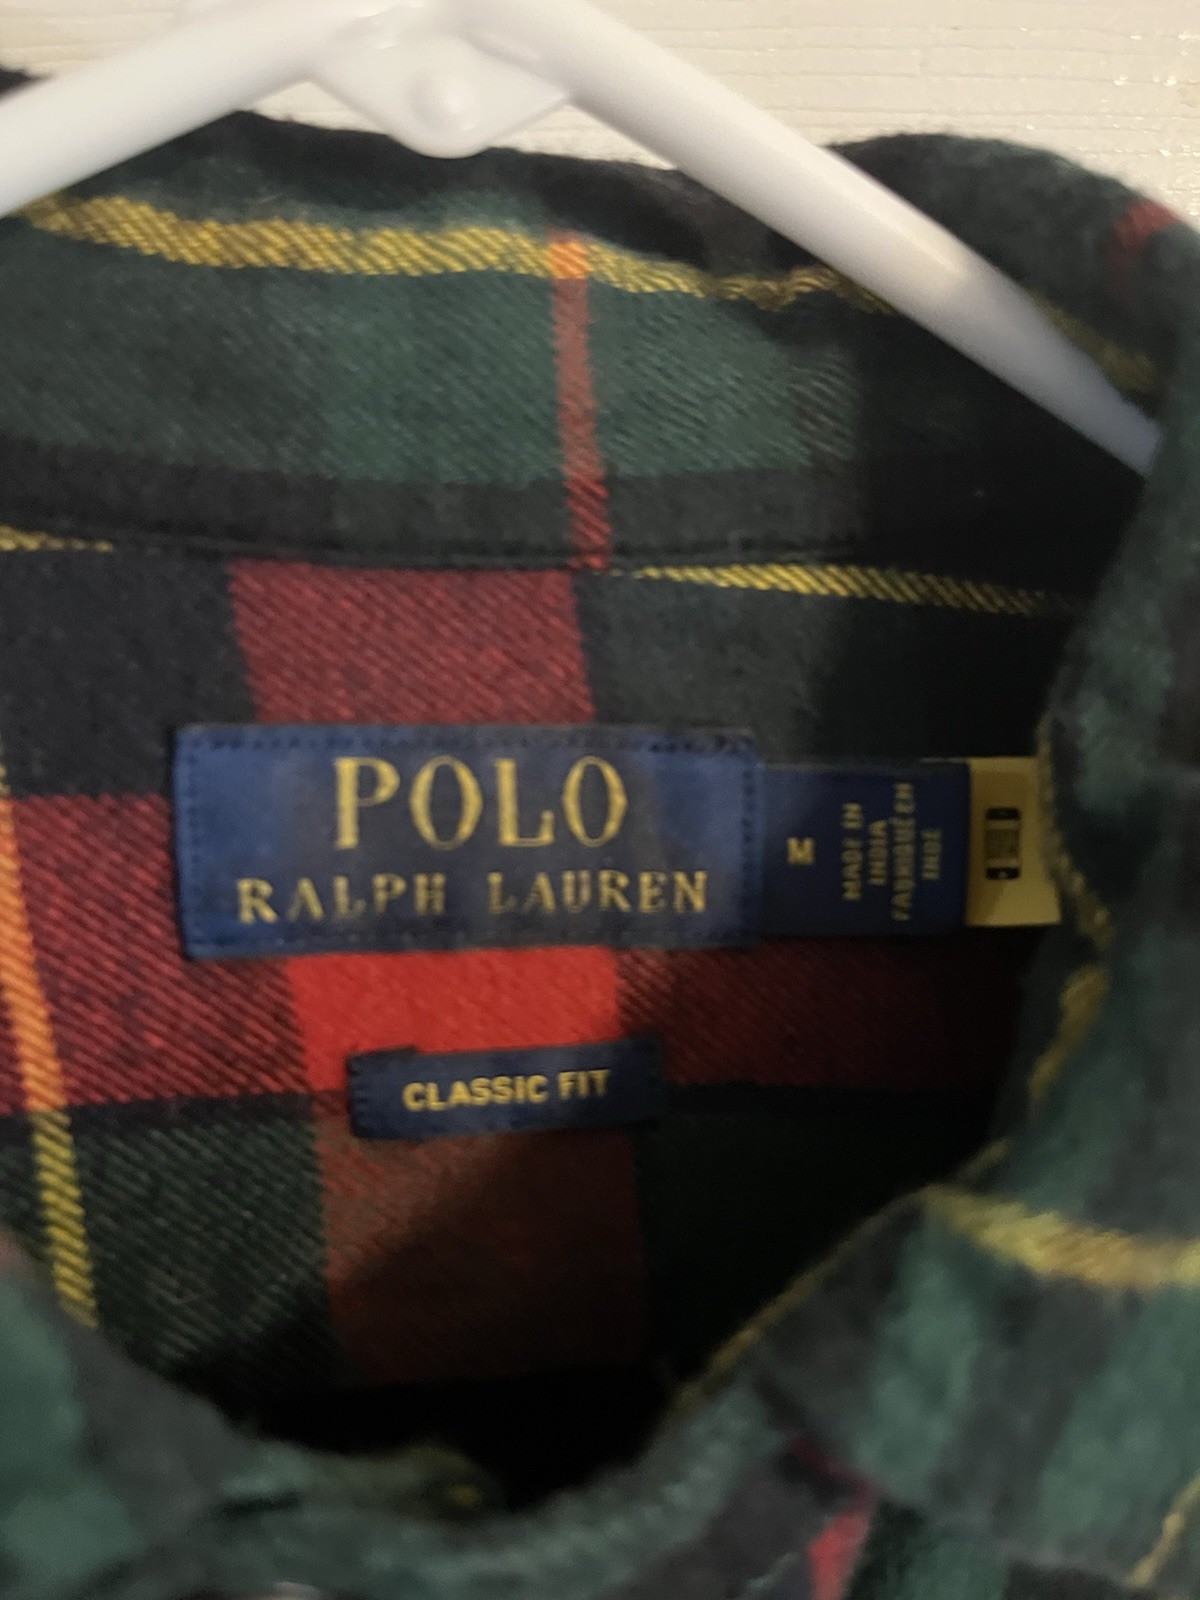 POLO
RALPH LAUREN
M
MADE IN
INDIA
FABRIQUÉ EN
INDE
CLASSIC FIT